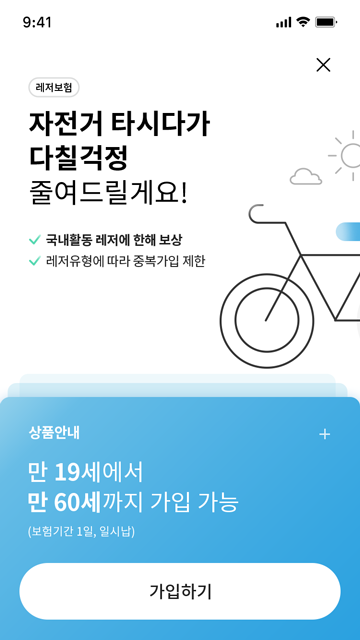 9:41
레저보험
자전거 타시다가
다칠걱정
줄여드릴게요!
국내활동 레저에 한해 보상
레저유형에 따라 중복가입 제한
상품안내
만 19세에서
만 60세까지 가입 가능
(보험기간 1일, 일시납)
가입하기